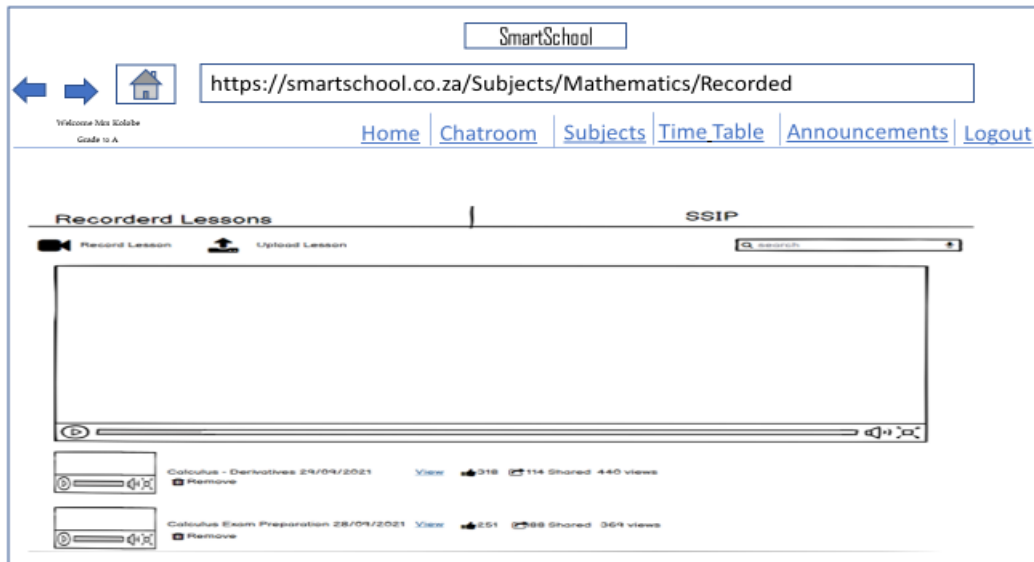 SmartSchool
https://smartschool.co.za/Subjects/Mathematics/Recorded
Welcome Mrs Kolobe
Grade 12 A
Home Chatroom Subjects Time Table Announcements Logout
Recorderd Lessons SSIP
Record Lesson Upload Lesson search
Calculus - Derivatives 29/09/2021 View 318 114 Shared 440 views
Remove
Calculus Exam Preparation 28/09/2021 View 251 88 Shared 369 views
Remove